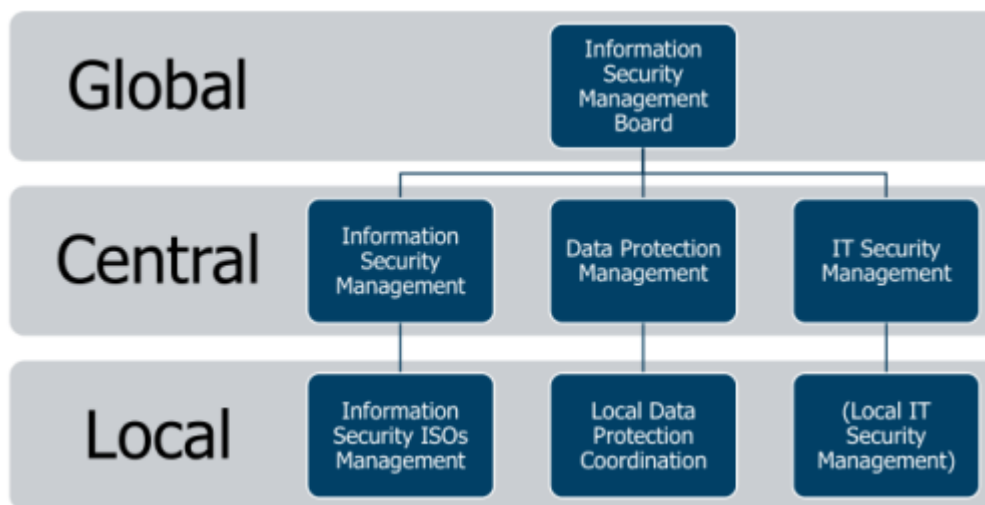 Global
Information
Security
Management
Board
Central
Information
Security
Management
Data Protection
Management
IT Security
Management
Local
Information
Security ISOs
Management
Local Data
Protection
Coordination
(Local IT
Security
Management)